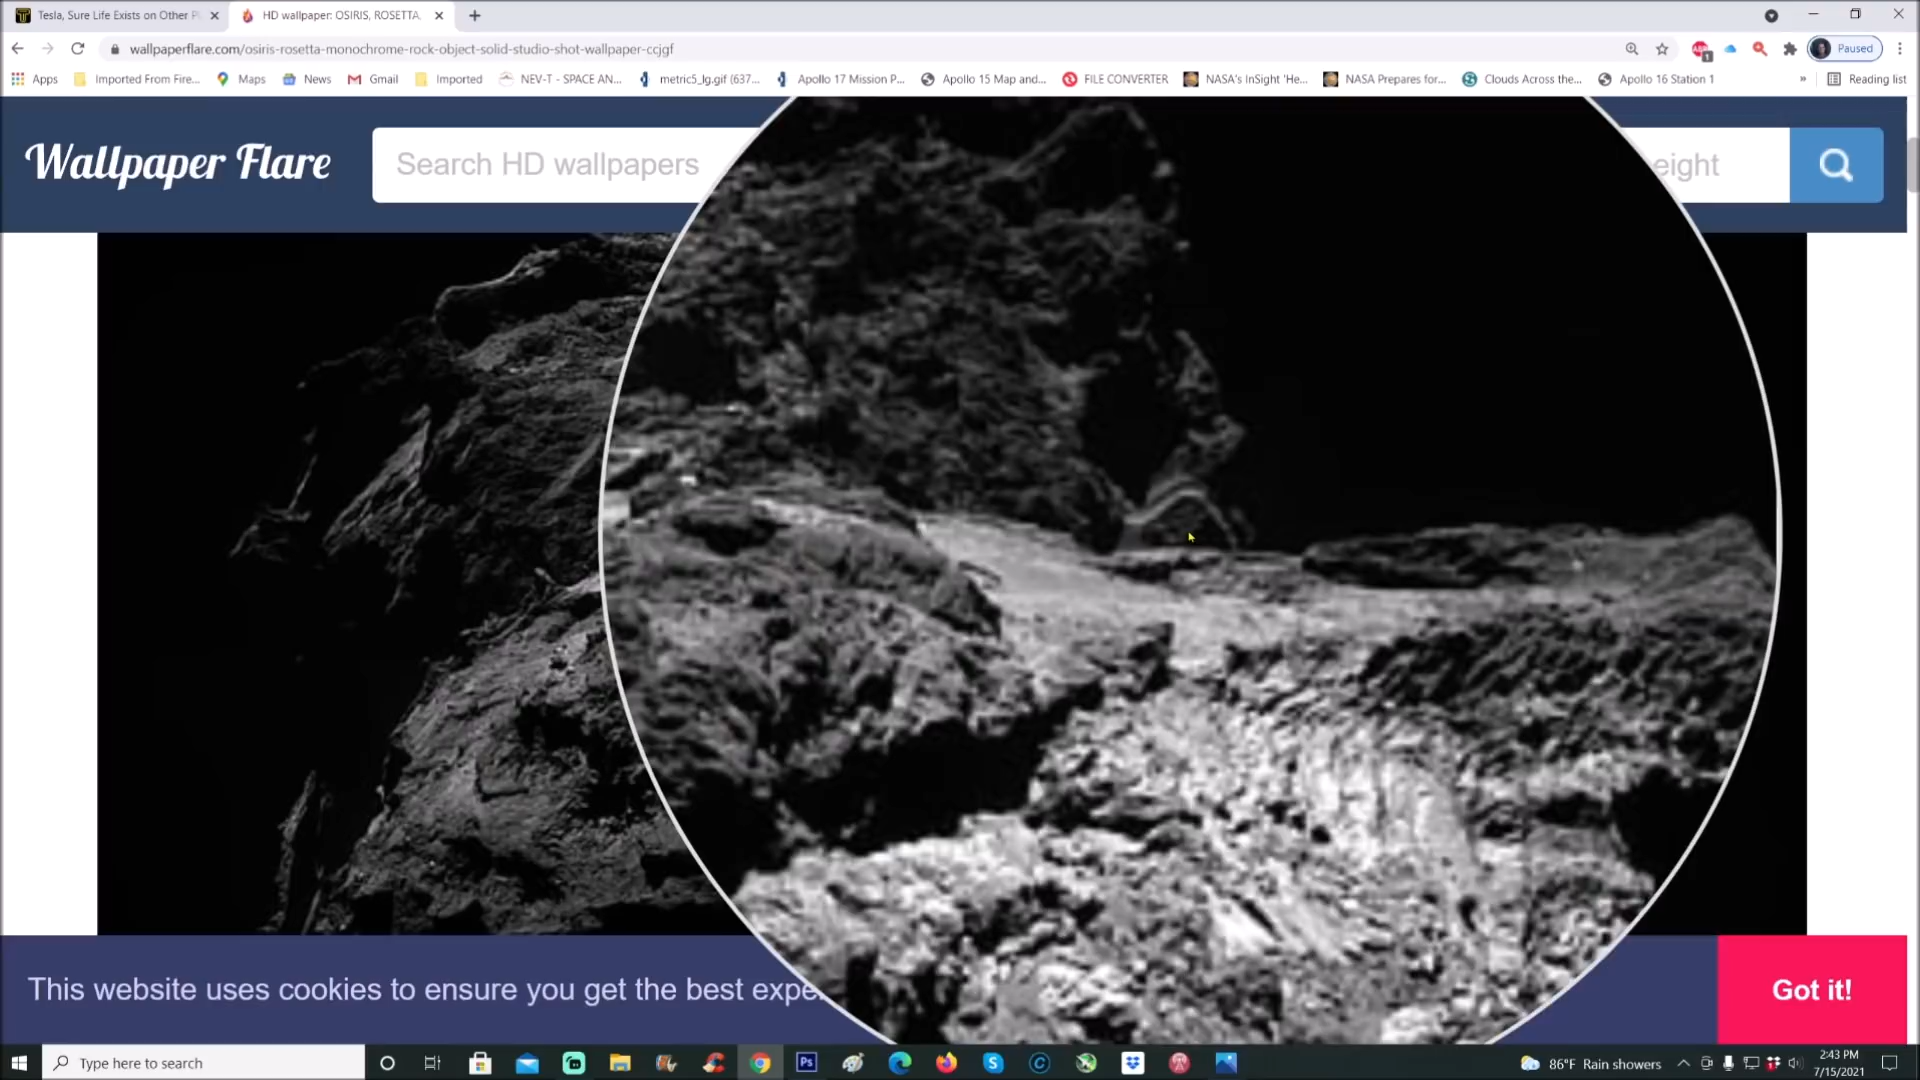 Tesla, Sure Life Exists on Other P
HD wallpaper: OSIRIS, ROSETTA,
wallpaperflare.com/osiris-rosetta-monochrome-rock-object-solid-studio-shot-wallpaper-ccjgf
Paused
Apps
Imported From Fire...
Maps
News
Gmail
Imported
NEV-T - SPACE AN...
metric5_lg.gif (637...
Apollo 17 Mission P...
Apollo 15 Map and...
FILE CONVERTER
NASA's InSight 'He...
NASA Prepares for...
Clouds Across the...
Apollo 16 Station 1
»
Reading list
Wallpaper Flare
Search HD wallpapers
eight
This website uses cookies to ensure you get the best expe
Got it!
Type here to search
Ps
86°F Rain showers
2:43 PM
7/15/2021